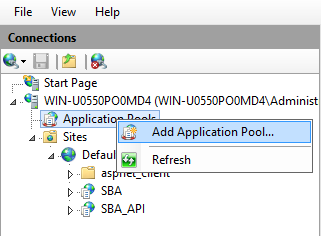 File View Help
Connections
Start Page
WIN-U0550PO0MD4 (WIN-U0550PO0MD4\Administ
Application Pools
Add Application Pool...
Sites
Refresh
Default
aspnet_client
SBA
SBA_API